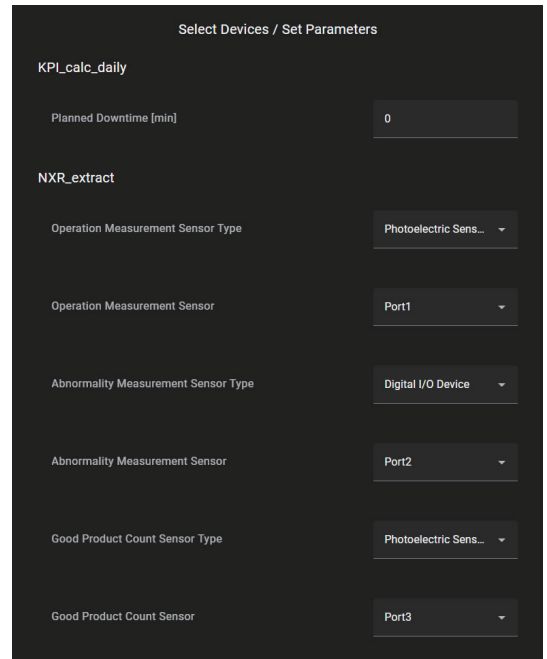 Select Devices / Set Parameters
KPI_calc_daily
Planned Downtime [min]
0
NXR_extract
Operation Measurement Sensor Type
Photoelectric Sens...
Operation Measurement Sensor
Port1
Abnormality Measurement Sensor Type
Digital I/O Device
Abnormality Measurement Sensor
Port2
Good Product Count Sensor Type
Photoelectric Sens...
Good Product Count Sensor
Port3